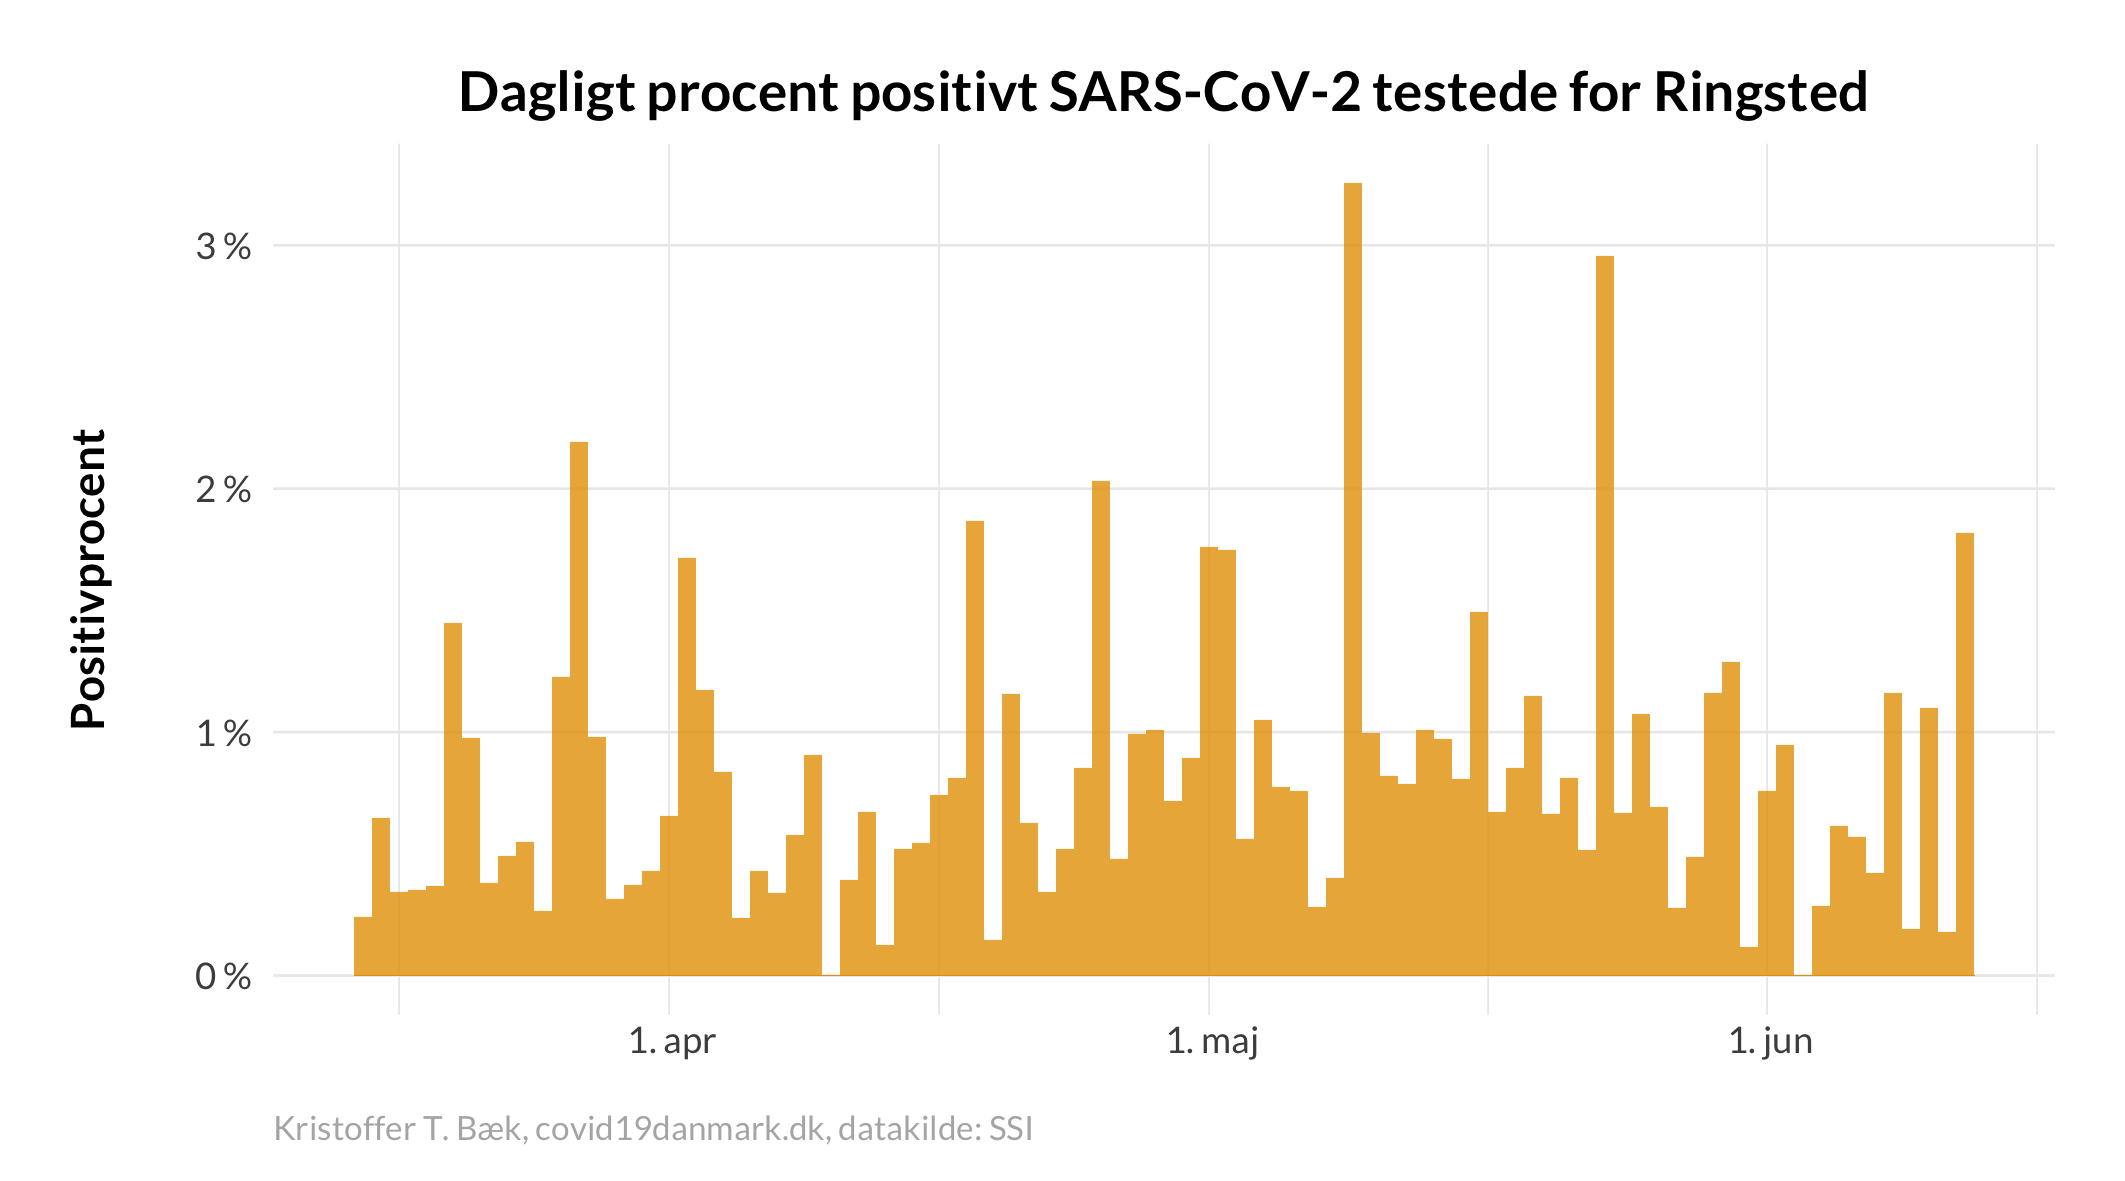 Dagligt procent positivt SARS-CoV-2 testede for Ringsted
Positivprocent
3 %
2 %
1 %
0 %
1. apr
1. maj
1. jun
Kristoffer T. Bæk, covid19danmark.dk, datakilde: SSI